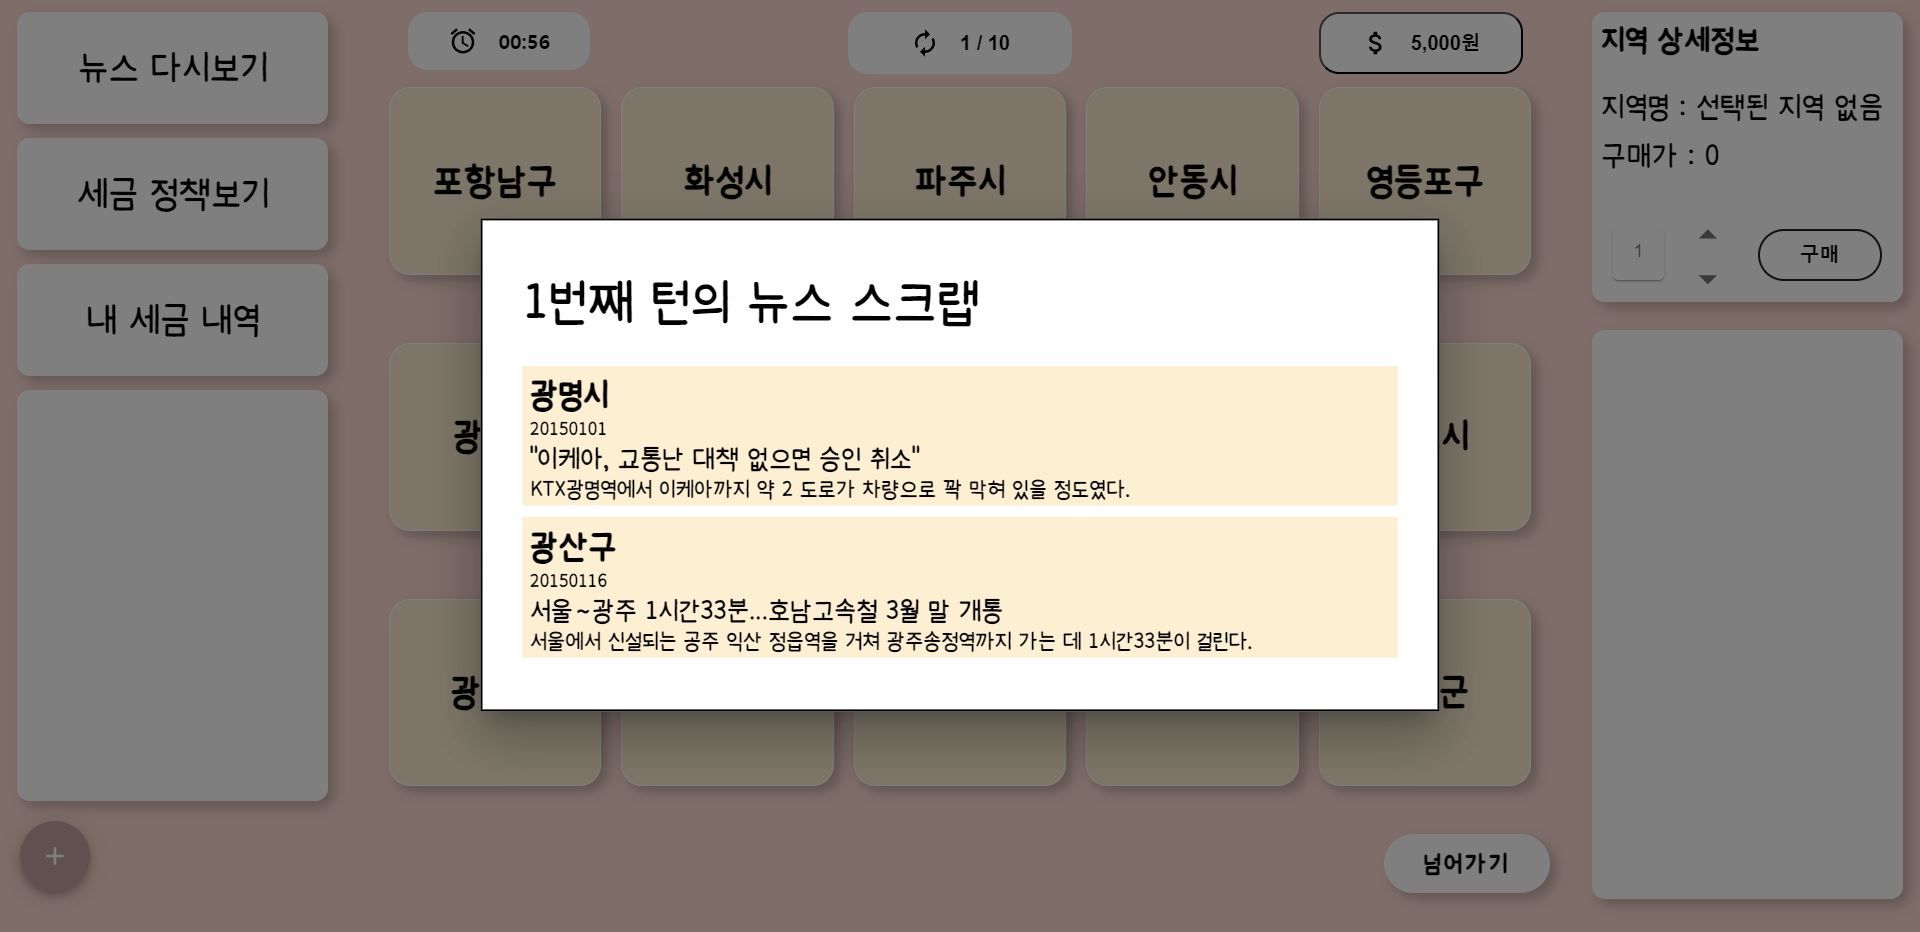 뉴스 다시보기
세금 정책보기
내 세금 내역
00:56
1 / 10
5,000원
포항남구
화성시
파주시
안동시
영등포구
1번째 턴의 뉴스 스크랩
광명시
20150101
"이케아, 교통난 대책 없으면 승인 취소"
KTX광명역에서 이케아까지 약 2 도로가 차량으로 꽉 막혀 있을 정도였다.
광산구
20150116
서울~광주 1시간33분...호남고속철 3월 말 개통
서울에서 신설되는 공주 익산 정읍역을 거쳐 광주송정역까지 가는 데 1시간33분이 걸린다.
광
시
광
군
넘어가기
지역 상세정보
지역명 : 선택된 지역 없음
구매가 : 0
1
구매